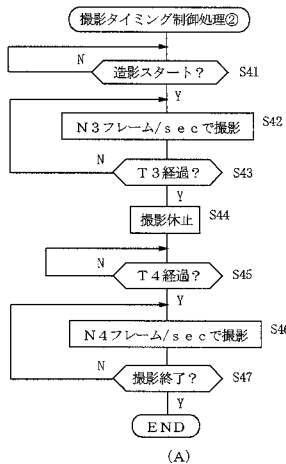 撮影タイミング制御処理②
N
造影スタート？
S41
Y
S42
N3フレーム/secで撮影
N
T3経過？
S43
Y
S44
撮影休止
N
T4経過？
S45
Y
S46
N4フレーム/secで撮影
N
撮影終了？
S47
Y
END
(A)